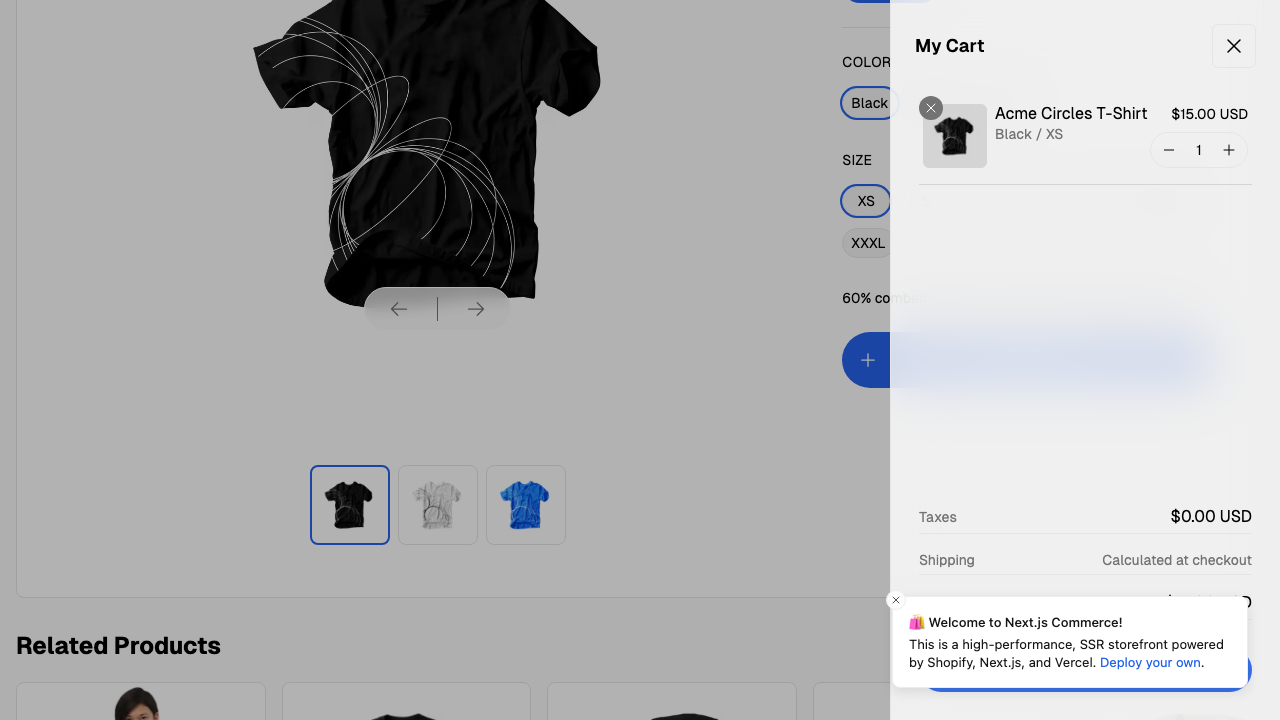 COLOR
Black
SIZE
XS
XXXL
60% com
Related Products
My Cart
Acme Circles T-Shirt
$15.00 USD
Black / XS
1
Taxes
$0.00 USD
Shipping
Calculated at checkout
🛍️ Welcome to Next.js Commerce!
This is a high-performance, SSR storefront powered
by Shopify, Next.js, and Vercel. Deploy your own.